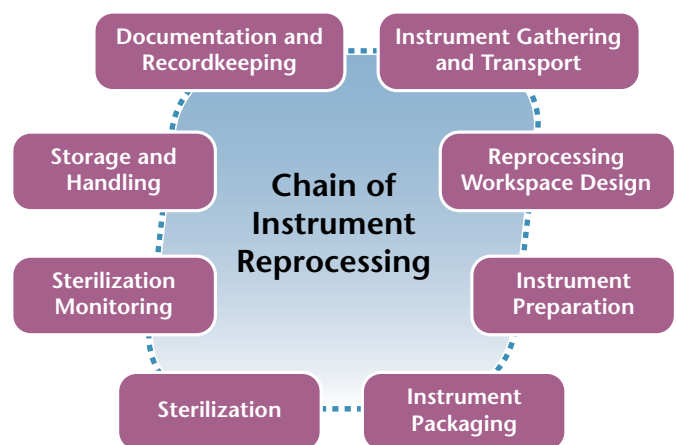 Documentation and
Recordkeeping
Instrument Gathering
and Transport
Storage and
Handling
Reprocessing
Workspace Design
Chain of
Instrument
Reprocessing
Sterilization
Monitoring
Instrument
Preparation
Sterilization
Instrument
Packaging